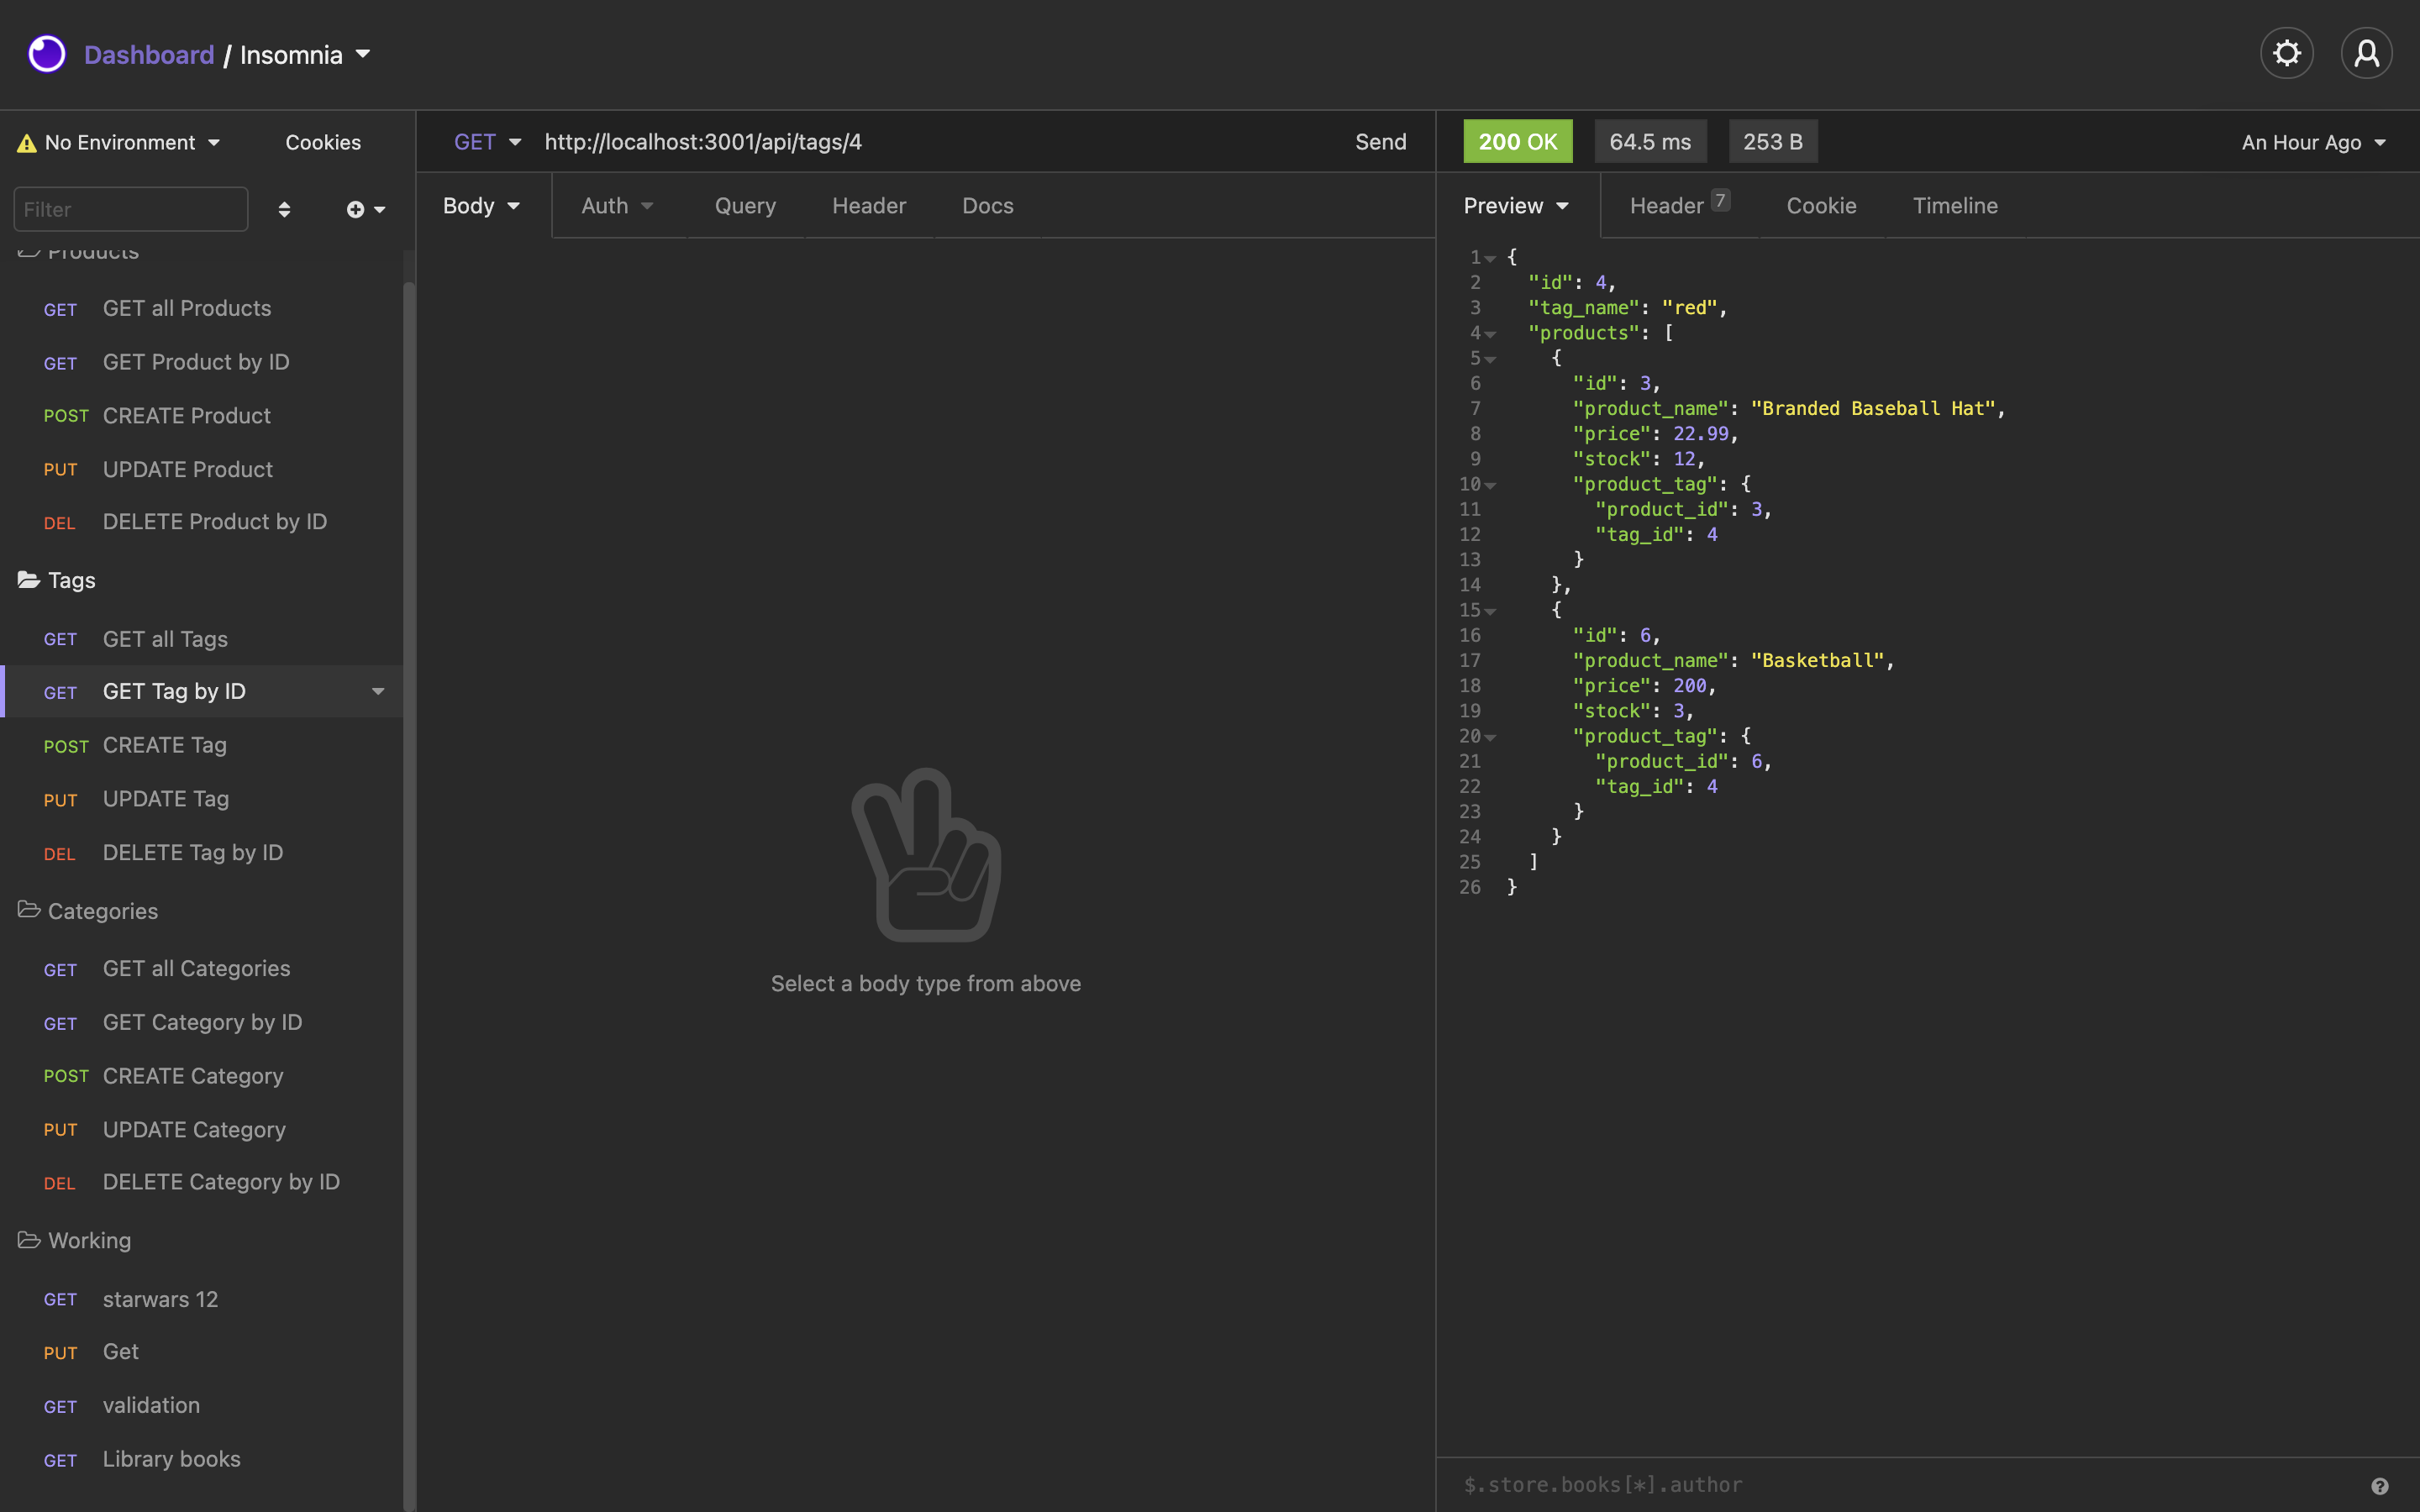 Dashboard / Insomnia
No Environment
Cookies
Filter
Products
GET GET all Products
GET GET Product by ID
POST CREATE Product
PUT UPDATE Product
DEL DELETE Product by ID
Tags
GET GET all Tags
GET GET Tag by ID
POST CREATE Tag
PUT UPDATE Tag
DEL DELETE Tag by ID
Categories
GET GET all Categories
GET GET Category by ID
POST CREATE Category
PUT UPDATE Category
DEL DELETE Category by ID
Working
GET starwars 12
PUT Get
GET validation
GET Library books
GET http://localhost:3001/api/tags/4 Send
Body Auth Query Header Docs
Select a body type from above
200 OK 64.5 ms 253 B An Hour Ago
Preview Header 7 Cookie Timeline
1 {
2 "id": 4,
3 "tag_name": "red",
4 "products": [
5 {
6 "id": 3,
7 "product_name": "Branded Baseball Hat",
8 "price": 22.99,
9 "stock": 12,
10 "product_tag": {
11 "product_id": 3,
12 "tag_id": 4
13 }
14 },
15 {
16 "id": 6,
17 "product_name": "Basketball",
18 "price": 200,
19 "stock": 3,
20 "product_tag": {
21 "product_id": 6,
22 "tag_id": 4
23 }
24 }
25 ]
26 }
$.store.books[*].author